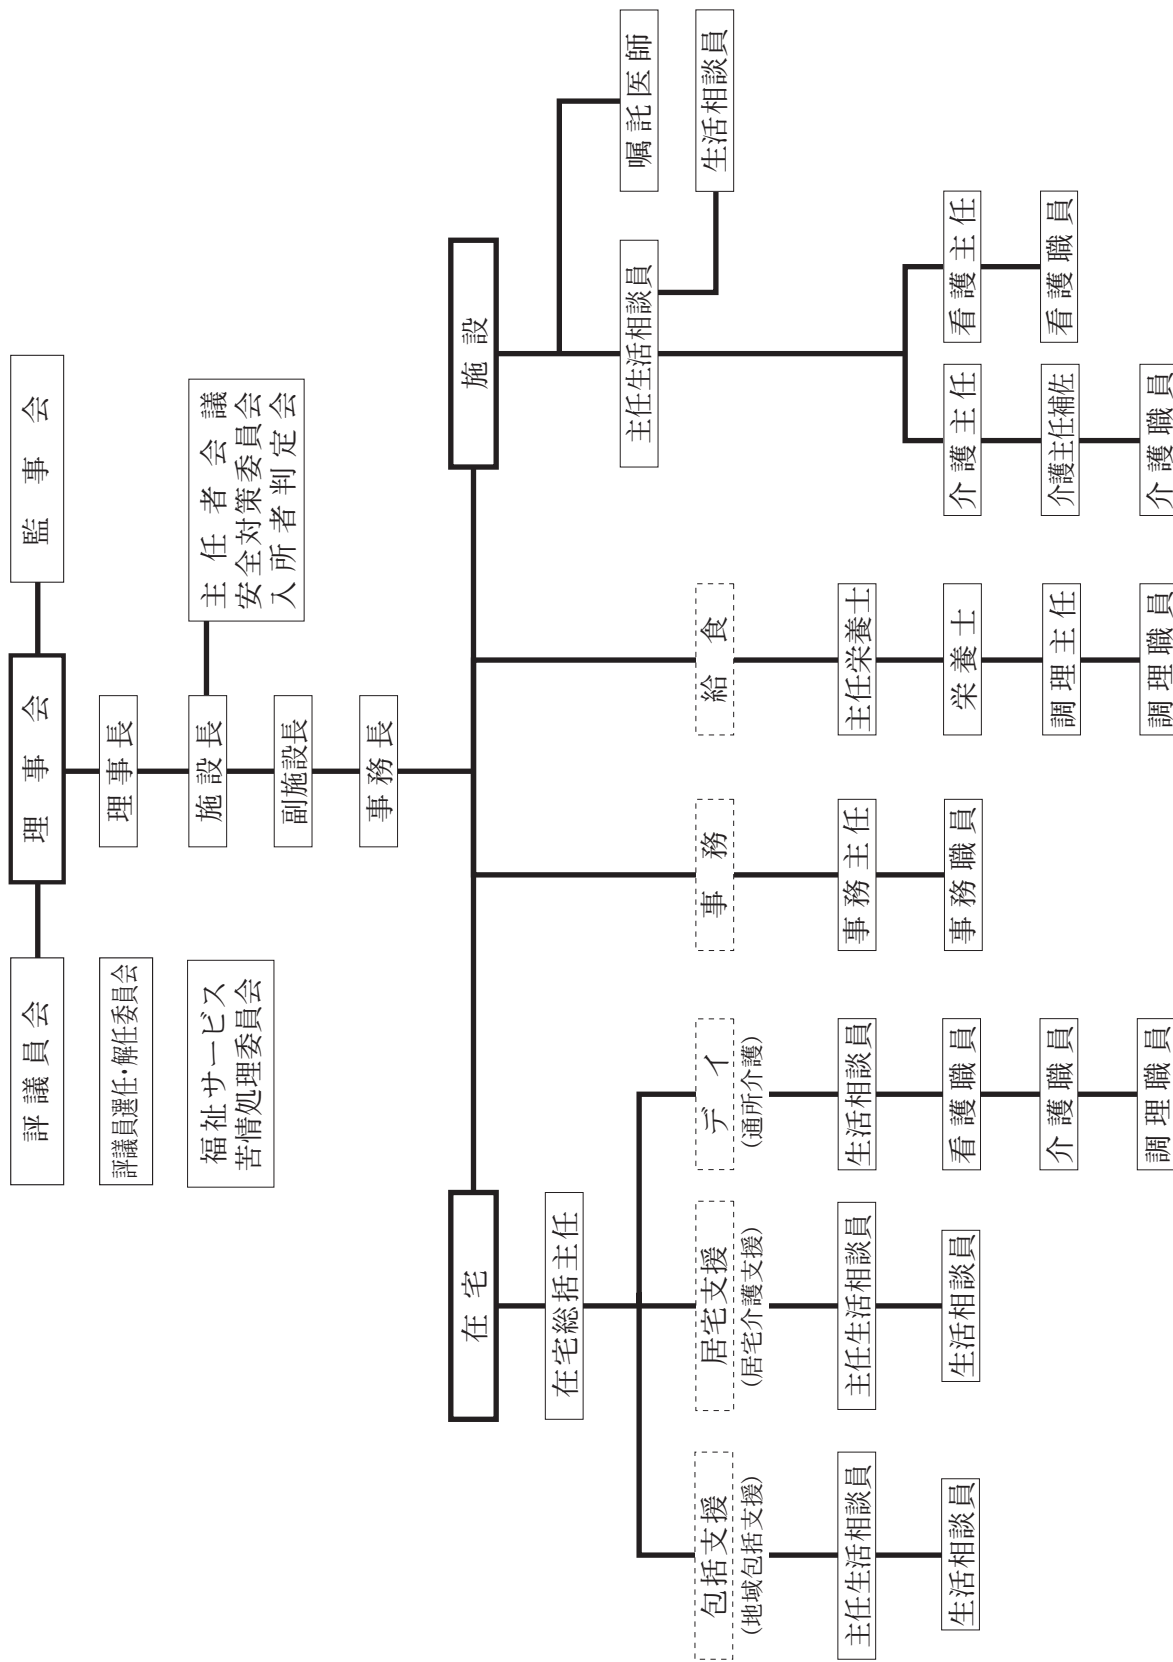 評議員会
理事会
監事会
評議員選任・解任委員会
理事長
福祉サービス
苦情処理委員会
施設長
主任者会議
安全対策委員会
入所者判定会
副施設長
事務長
在宅
施設
在宅総括主任
主任生活相談員
嘱託医師
生活相談員
包括支援
(地域包括支援)
居宅支援
(居宅介護支援)
デイ
(通所介護)
事務
給食
主任生活相談員
主任生活相談員
生活相談員
事務主任
主任栄養士
生活相談員
生活相談員
看護職員
事務職員
栄養士
介護主任
看護主任
介護職員
調理主任
介護主任補佐
看護職員
調理職員
調理職員
介護職員